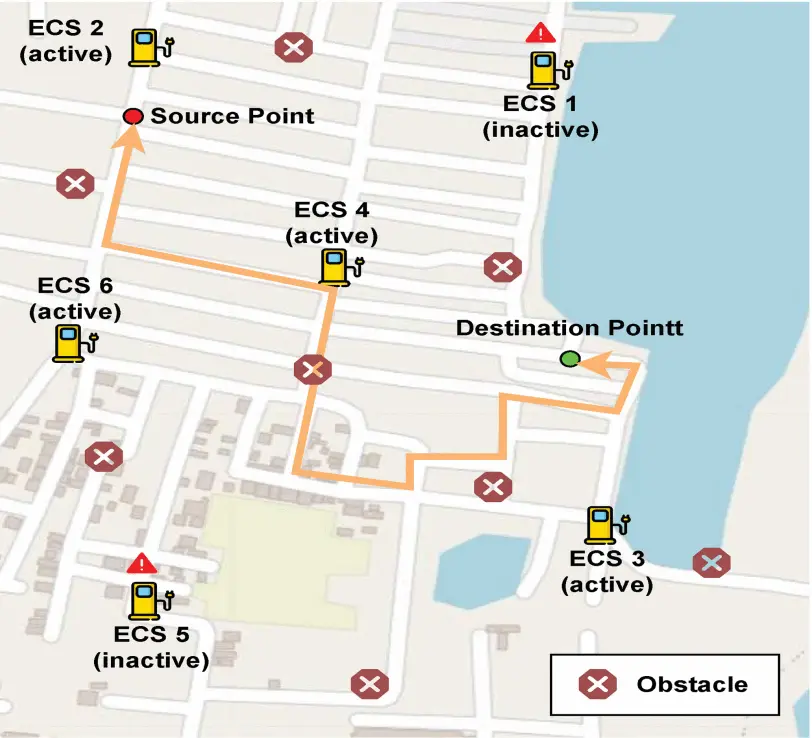 ECS 2
(active)
Source Point
ECS 1
(inactive)
ECS 4
(active)
ECS 6
(active)
Destination Pointt
ECS 3
(active)
ECS 5
(inactive)
Obstacle